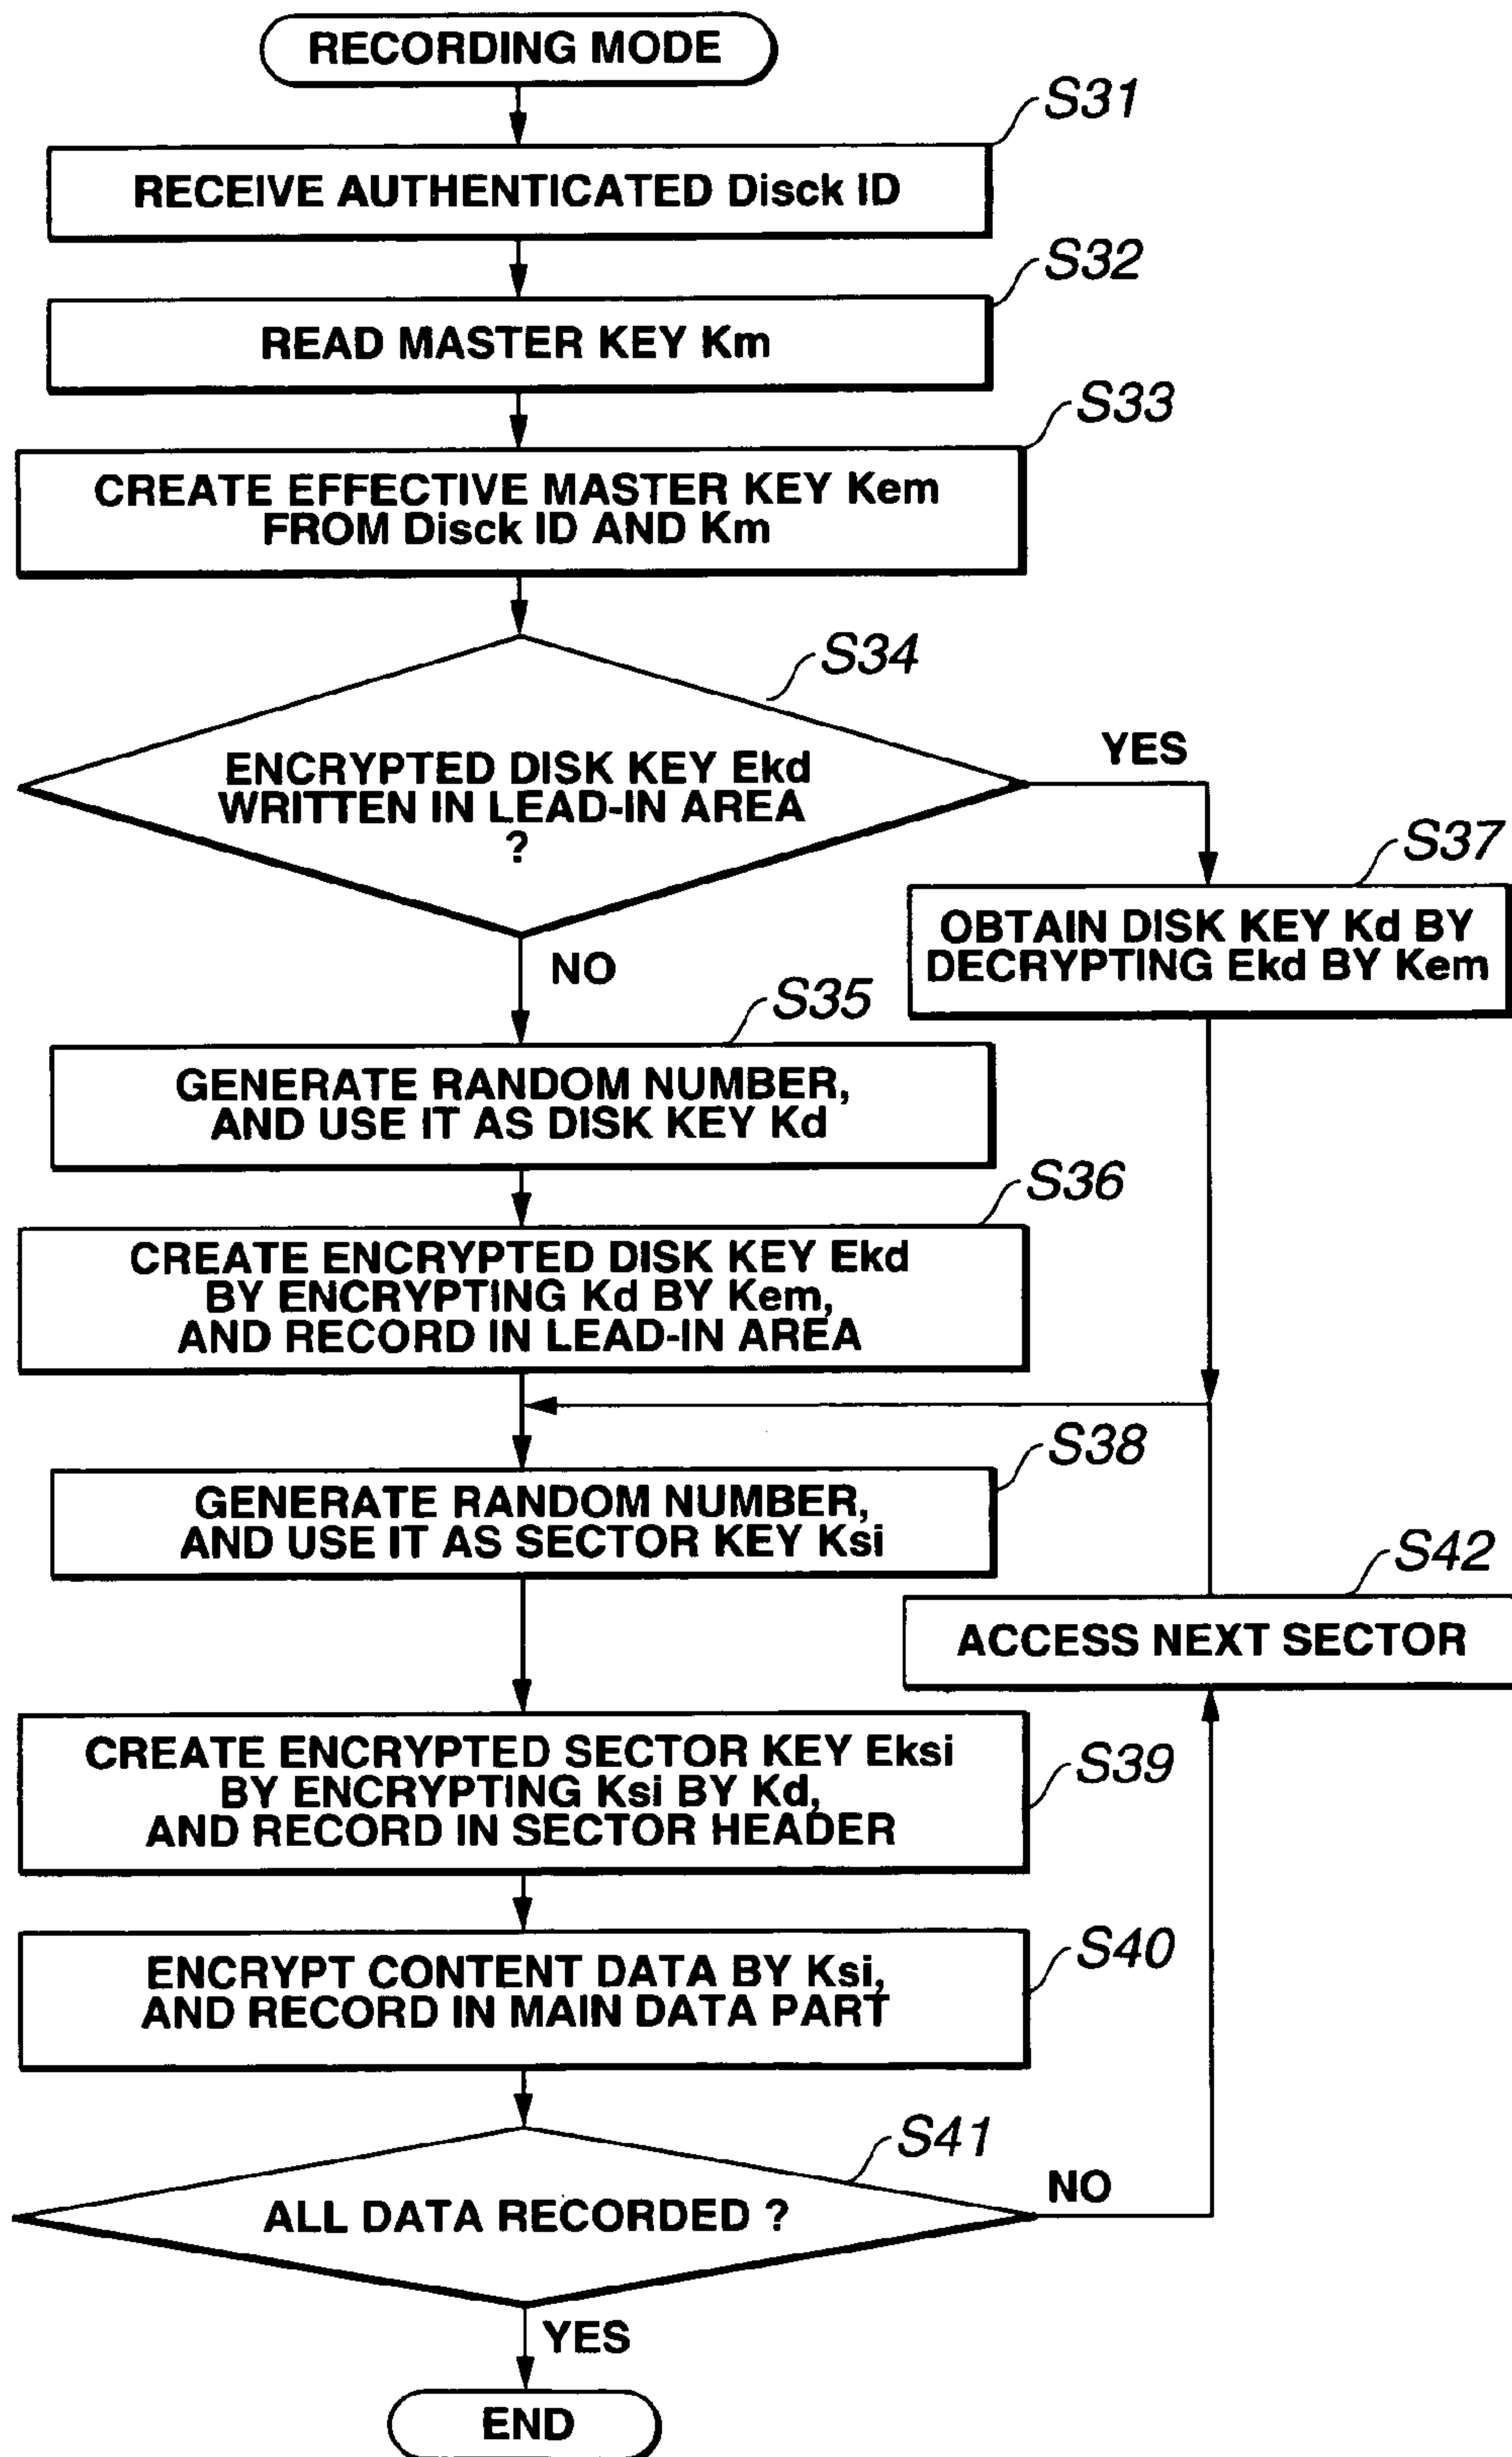 RECORDING MODE
S31
RECEIVE AUTHENTICATED Disck ID
S32
READ MASTER KEY Km
S33
CREATE EFFECTIVE MASTER KEY Kem
FROM Disck ID AND Km
S34
ENCRYPTED DISK KEY Ekd
WRITTEN IN LEAD-IN AREA
?
YES
S37
OBTAIN DISK KEY Kd BY
DECRYPTING Ekd BY Kem
NO
S35
GENERATE RANDOM NUMBER,
AND USE IT AS DISK KEY Kd
S36
CREATE ENCRYPTED DISK KEY Ekd
BY ENCRYPTING Kd BY Kem,
AND RECORD IN LEAD-IN AREA
S38
GENERATE RANDOM NUMBER,
AND USE IT AS SECTOR KEY Ksi
S42
ACCESS NEXT SECTOR
CREATE ENCRYPTED SECTOR KEY Eksi
BY ENCRYPTING Ksi BY Kd,
AND RECORD IN SECTOR HEADER
S39
ENCRYPT CONTENT DATA BY Ksi,
AND RECORD IN MAIN DATA PART
S40
S41
ALL DATA RECORDED ?
NO
YES
END